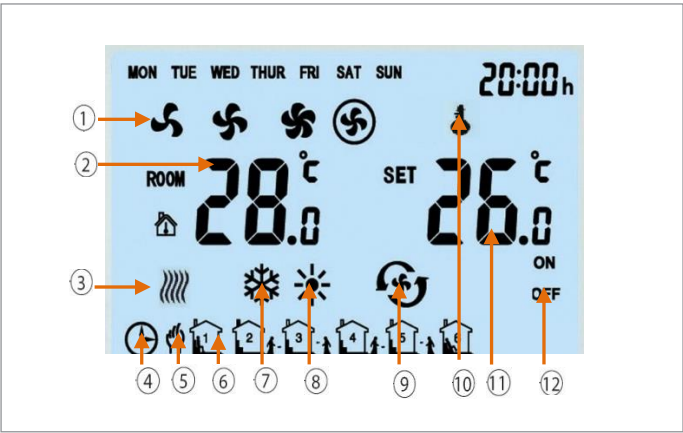 MON TUE WED THUR FRI SAT SUN 20:00h
①
② ROOM 28.0°C SET 26.0°C
ON
③ OFF
1 2 3 4 5 6
④ ⑤ ⑥ ⑦ ⑧ ⑨ ⑩ ⑪ ⑫